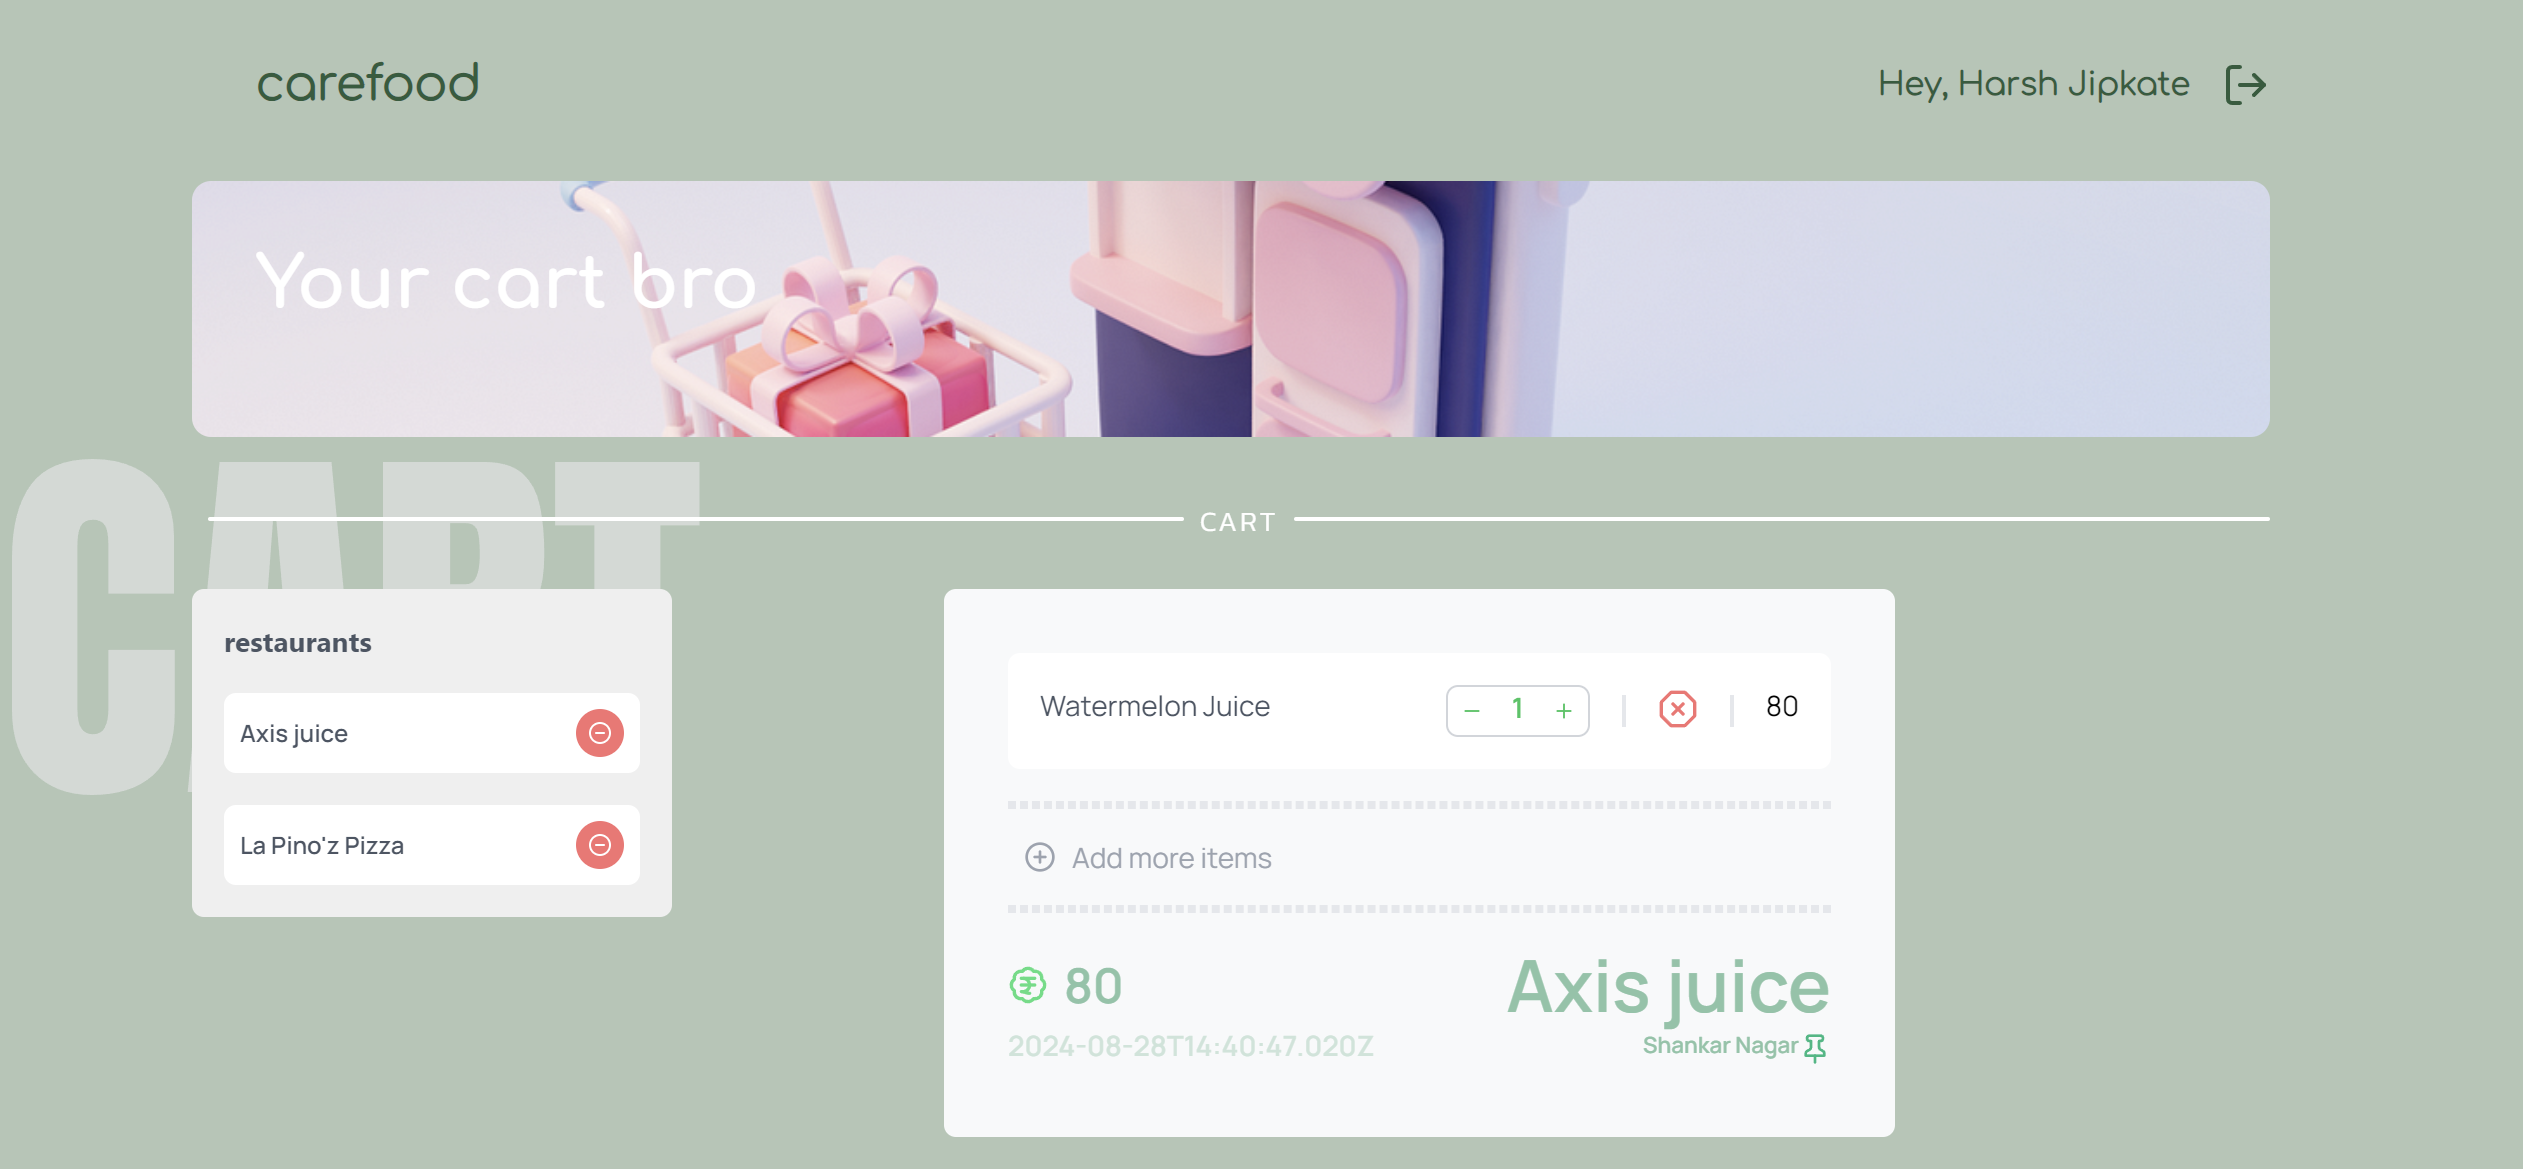 carefood
Hey, Harsh Jipkate
Your cart bro
CART
CART
restaurants
Axis juice
La Pino'z Pizza
Watermelon Juice
− 1 + | | 80
Add more items
80
Axis juice
2024-08-28T14:40:47.020Z
Shankar Nagar